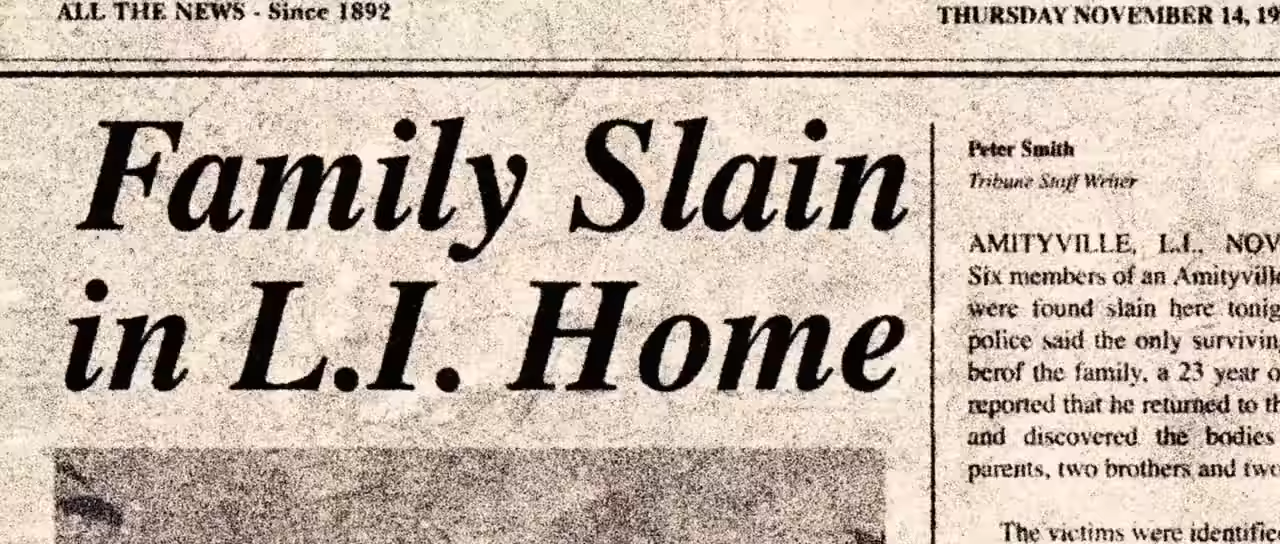 ALL THE NEWS - Since 1892
THURSDAY NOVEMBER 14, 19
Family Slain
in L.I. Home
Peter Smith
Tribune Staff Writer
AMITYVILLE, L.I., NOV
Six members of an Amityville
were found slain here tonig
police said the only survivin
berof the family, a 23 year o
reported that he returned to th
and discovered the bodies
parents, two brothers and two
The victims were identified